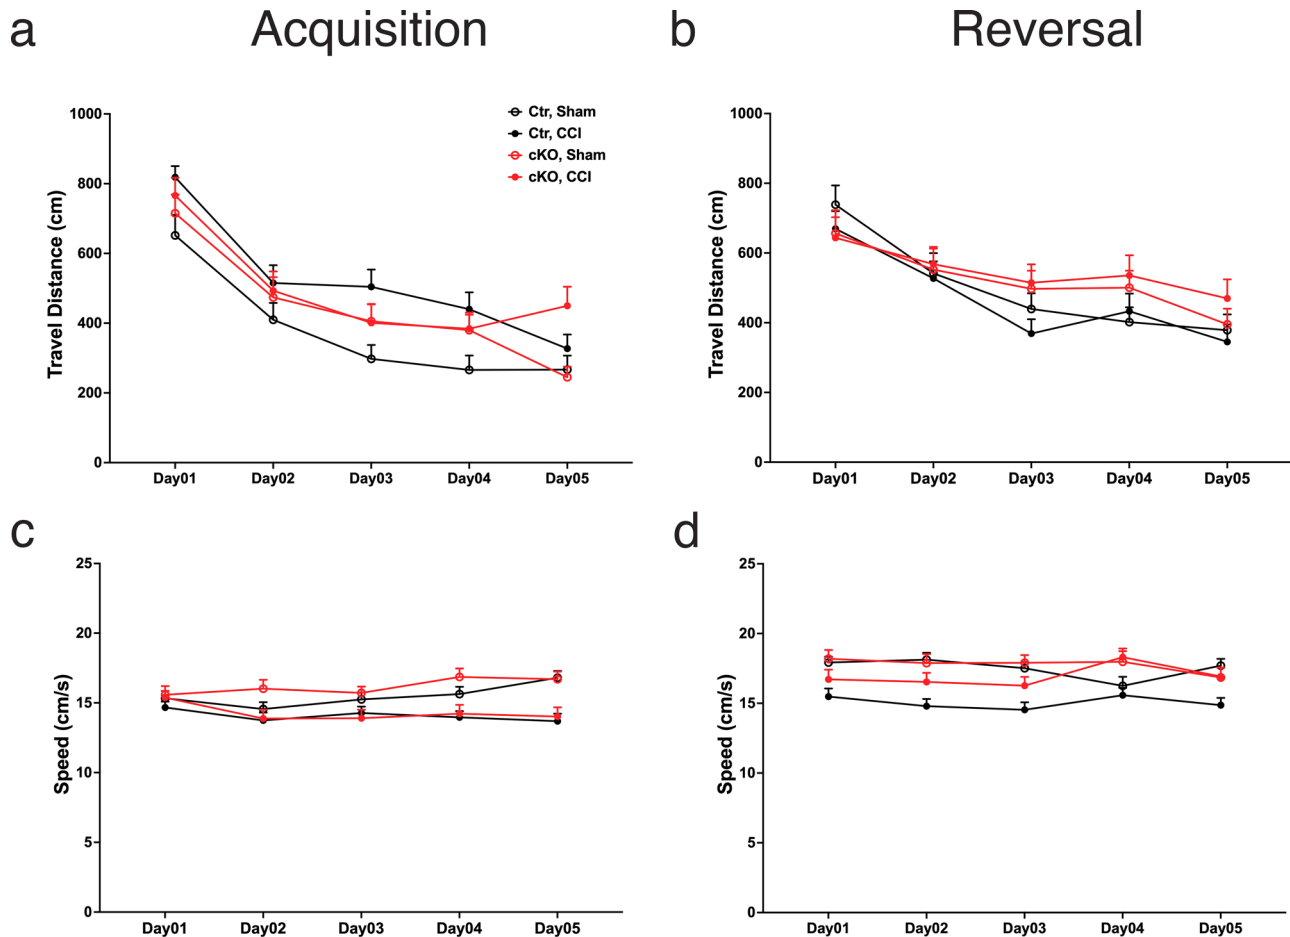 a
Acquisition
b
Reversal
Travel Distance (cm)
1000
800
600
400
200
0
Ctr, Sham
Ctr, CCI
cKO, Sham
cKO, CCI
Day01
Day02
Day03
Day04
Day05
Travel Distance (cm)
1000
800
600
400
200
0
Day01
Day02
Day03
Day04
Day05
c
Speed (cm/s)
25
20
15
10
5
0
Day01
Day02
Day03
Day04
Day05
d
Speed (cm/s)
25
20
15
10
5
0
Day01
Day02
Day03
Day04
Day05